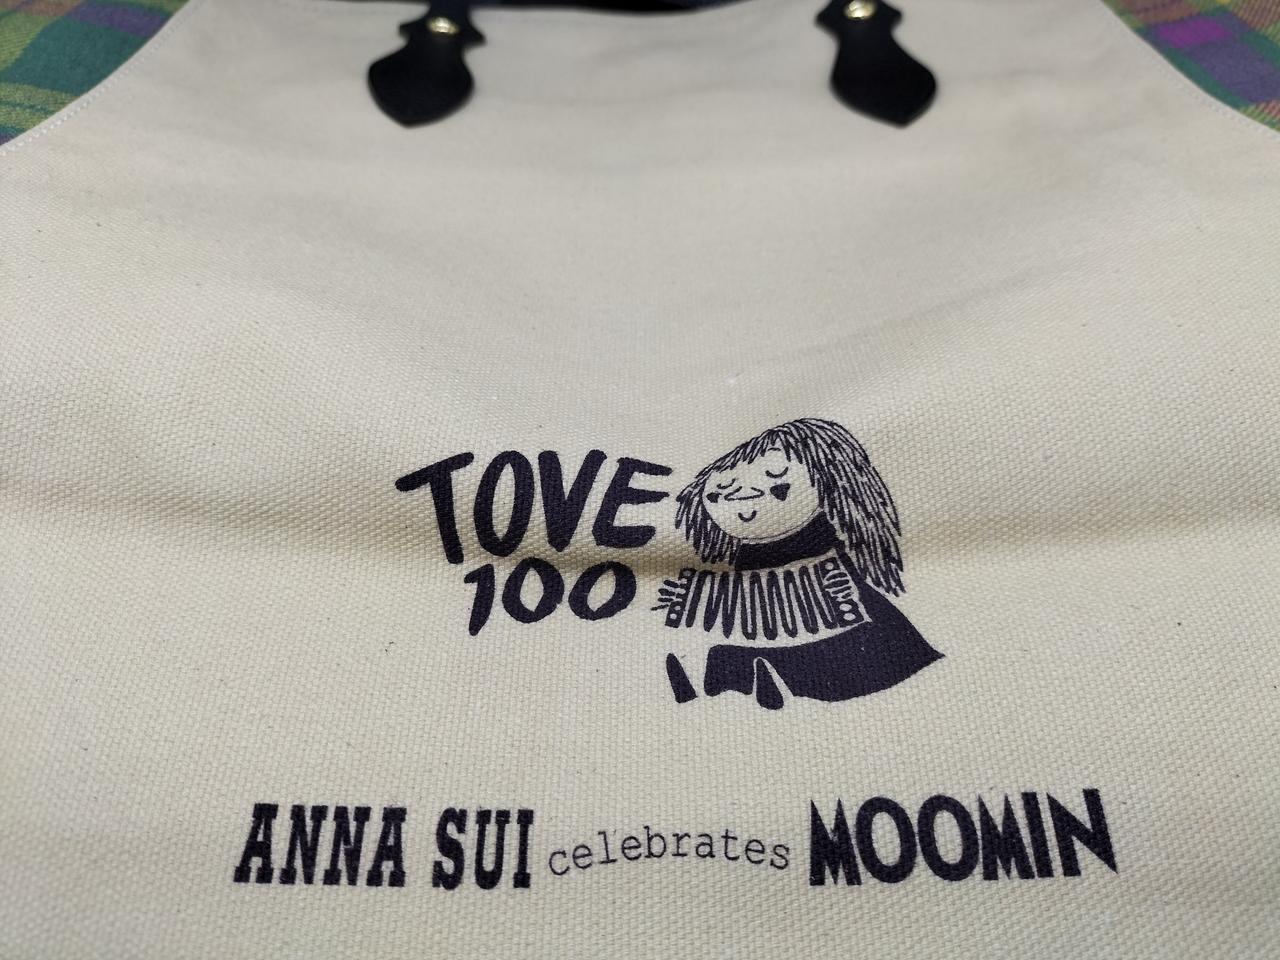 TOVE
100
ANNA SUI celebrates MOOMIN